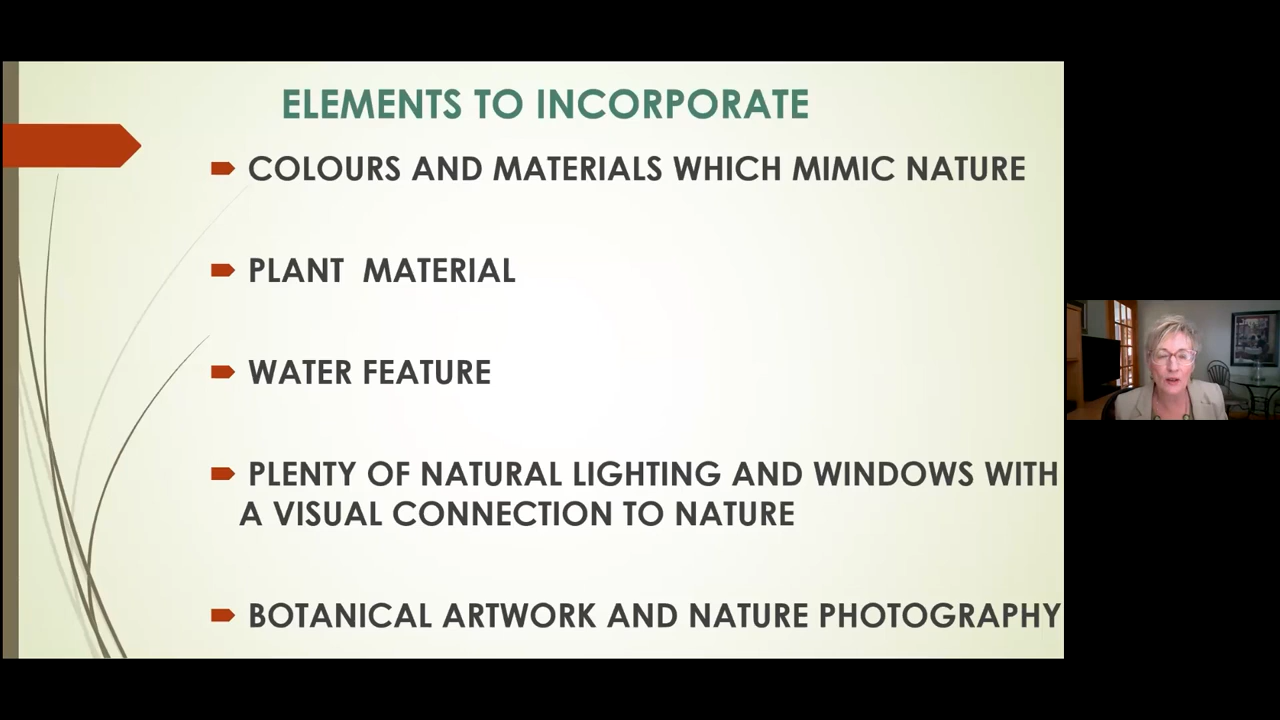 ELEMENTS TO INCORPORATE
COLOURS AND MATERIALS WHICH MIMIC NATURE
PLANT MATERIAL
WATER FEATURE
PLENTY OF NATURAL LIGHTING AND WINDOWS WITH
A VISUAL CONNECTION TO NATURE
BOTANICAL ARTWORK AND NATURE PHOTOGRAPHY